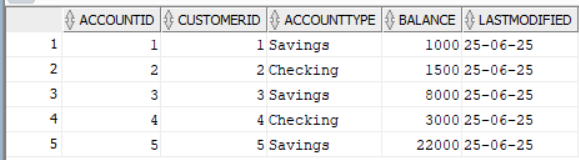 ACCOUNTID CUSTOMERID ACCOUNTTYPE BALANCE LASTMODIFIED
1 1 1 Savings 1000 25-06-25
2 2 2 Checking 1500 25-06-25
3 3 3 Savings 8000 25-06-25
4 4 4 Checking 3000 25-06-25
5 5 5 Savings 22000 25-06-25